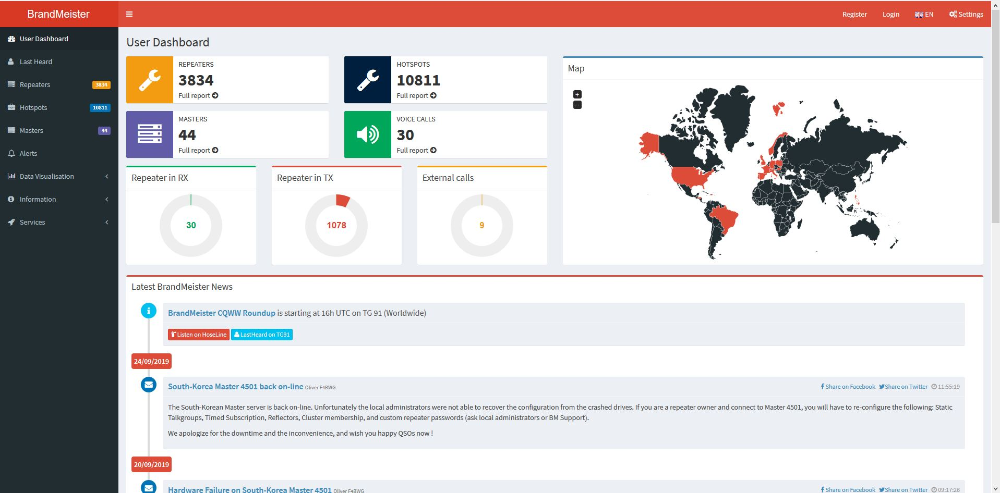 BrandMeister
Register
Login
EN
Settings
User Dashboard
Last Heard
Repeaters 3834
Hotspots 10811
Masters 44
Alerts
Data Visualisation
Information
Services
User Dashboard
REPEATERS
3834
Full report
HOTSPOTS
10811
Full report
MASTERS
44
Full report
VOICE CALLS
30
Full report
Map
+
−
Repeater in RX
30
Repeater in TX
1078
External calls
9
Latest BrandMeister News
BrandMeister CQWW Roundup is starting at 16h UTC on TG 91 (Worldwide)
Listen on HoseLine
LastHeard on TG91
24/09/2019
South-Korea Master 4501 back on-line Oliver F4BWG
Share on Facebook Share on Twitter 11:55:19
The South-Korean Master server is back on-line. Unfortunately the local administrators were not able to recover the configuration from the crashed drives. If you are a repeater owner and connect to Master 4501, you will have to re-configure the following: Static
Talkgroups, Timed Subscription, Reflectors, Cluster membership, and custom repeater passwords (ask local administrators or BM Support).
We apologize for the downtime and the inconvenience, and wish you happy QSOs now !
20/09/2019
Hardware Failure on South-Korea Master 4501 Oliver F4BWG
Share on Facebook Share on Twitter 09:17:26